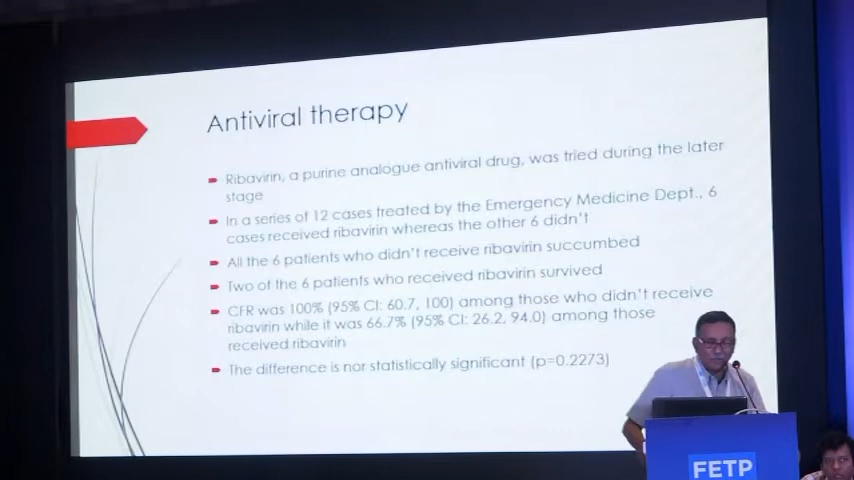 Antiviral therapy
Ribavirin, a purine analogue antiviral drug, was tried during the later
stage
In a series of 12 cases treated by the Emergency Medicine Dept., 6
cases received ribavirin whereas the other 6 didn't
All the 6 patients who didn't receive ribavirin succumbed
Two of the 6 patients who received ribavirin survived
CFR was 100% (95% CI: 60.7, 100) among those who didn't receive
ribavirin while it was 66.7% (95% CI: 26.2, 94.0) among those
received ribavirin
The difference is nor statistically significant (p=0.2273)
FETP